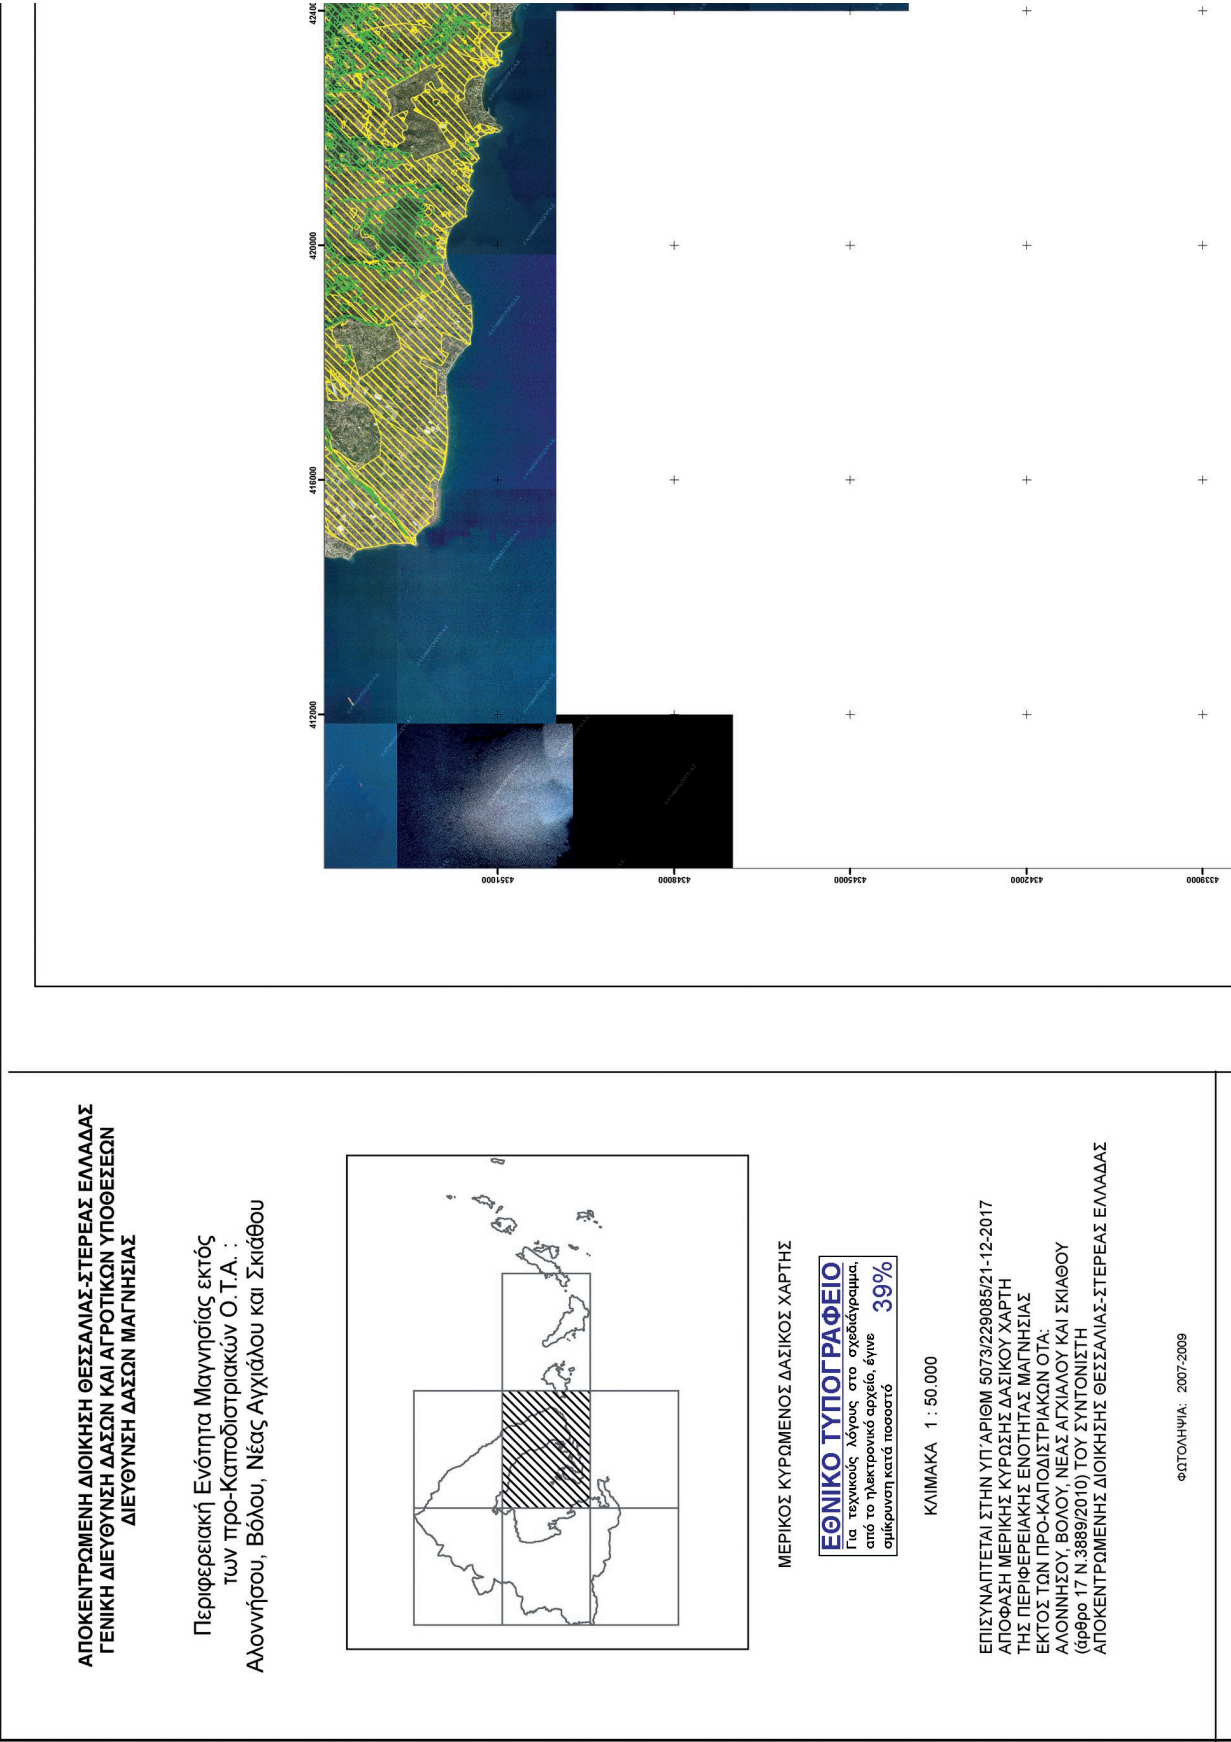 ΑΠΟΚΕΝΤΡΩΜΕΝΗ ΔΙΟΙΚΗΣΗ ΘΕΣΣΑΛΙΑΣ-ΣΤΕΡΕΑΣ ΕΛΛΑΔΑΣ
ΓΕΝΙΚΗ ΔΙΕΥΘΥΝΣΗ ΔΑΣΩΝ ΚΑΙ ΑΓΡΟΤΙΚΩΝ ΥΠΟΘΕΣΕΩΝ
ΔΙΕΥΘΥΝΣΗ ΔΑΣΩΝ ΜΑΓΝΗΣΙΑΣ
Περιφερειακή Ενότητα Μαγνησίας εκτός
των προ-Καποδιστριακών Ο.Τ.Α. :
Αλοννήσου, Βόλου, Νέας Αγχιάλου και Σκιάθου
ΜΕΡΙΚΟΣ ΚΥΡΩΜΕΝΟΣ ΔΑΣΙΚΟΣ ΧΑΡΤΗΣ
ΕΘΝΙΚΟ ΤΥΠΟΓΡΑΦΕΙΟ
Για τεχνικούς λόγους στο σχεδιάγραμμα,
από το ηλεκτρονικό αρχείο, έγινε
σμίκρυνση κατά ποσοστό
39%
ΚΛΙΜΑΚΑ 1 : 50.000
ΕΠΙΣΥΝΑΠΤΕΤΑΙ ΣΤΗΝ ΥΠ΄ΑΡΙΘΜ 5073/229085/21-12-2017
ΑΠΟΦΑΣΗ ΜΕΡΙΚΗΣ ΚΥΡΩΣΗΣ ΔΑΣΙΚΟΥ ΧΑΡΤΗ
ΤΗΣ ΠΕΡΙΦΕΡΕΙΑΚΗΣ ΕΝΟΤΗΤΑΣ ΜΑΓΝΗΣΙΑΣ
ΕΚΤΟΣ ΤΩΝ ΠΡΟ-ΚΑΠΟΔΙΣΤΡΙΑΚΩΝ ΟΤΑ:
ΑΛΟΝΝΗΣΟΥ, ΒΟΛΟΥ, ΝΕΑΣ ΑΓΧΙΑΛΟΥ ΚΑΙ ΣΚΙΑΘΟΥ
(άρθρο 17 Ν.3889/2010) ΤΟΥ ΣΥΝΤΟΝΙΣΤΗ
ΑΠΟΚΕΝΤΡΩΜΕΝΗΣ ΔΙΟΙΚΗΣΗΣ ΘΕΣΣΑΛΙΑΣ-ΣΤΕΡΕΑΣ ΕΛΛΑΔΑΣ
ΦΩΤΟΛΗΨΙΑ: 2007-2009
412000
416000
420000
4351000
4348000
4345000
4342000
4339000